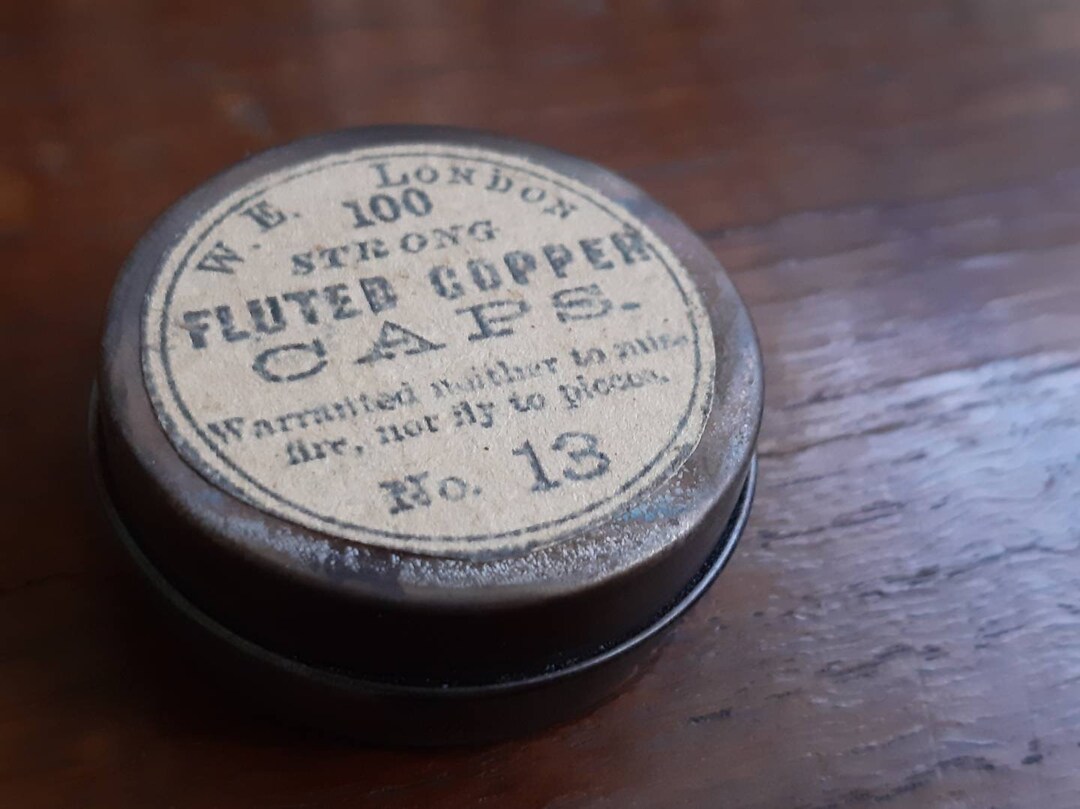 W.E. LONDON
100
STRONG
FLUTED COPPER
CAPS.
Warranted neither to miss
fire, nor fly to pieces.
No. 13